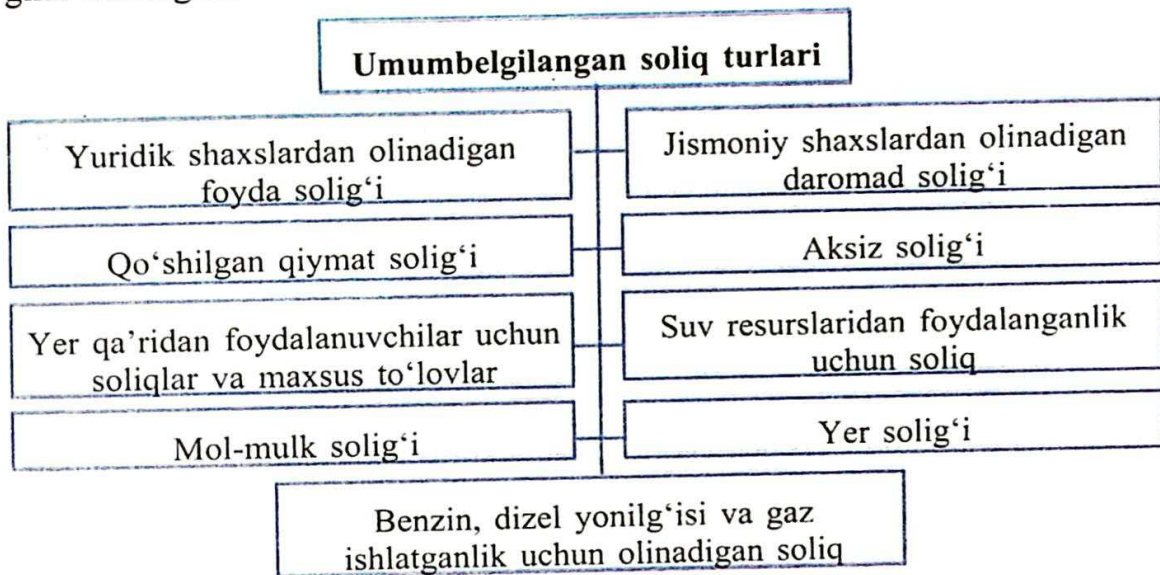 Umumbelgilangan soliq turlari
Yuridik shaxslardan olinadigan
foyda solig‘i
Jismoniy shaxslardan olinadigan
daromad solig‘i
Qo‘shilgan qiymat solig‘i
Aksiz solig‘i
Yer qa’ridan foydalanuvchilar uchun
soliqlar va maxsus to‘lovlar
Suv resurslaridan foydalanganlik
uchun soliq
Mol-mulk solig‘i
Yer solig‘i
Benzin, dizel yonilg‘isi va gaz
ishlatganlik uchun olinadigan soliq